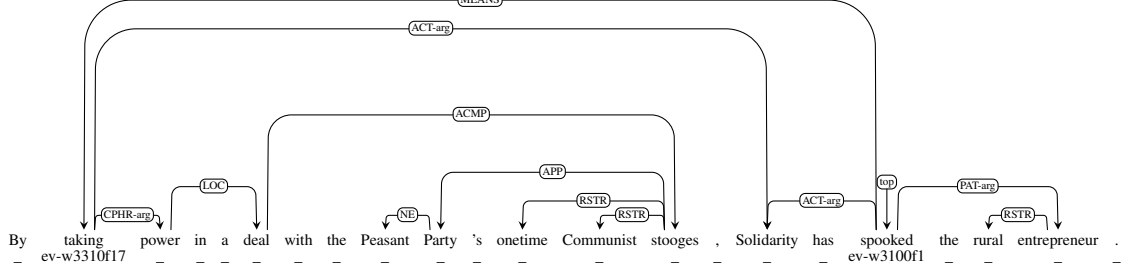 MEANS
ACT-arg
ACMP
APP
top
LOC
PAT-arg
RSTR
ACT-arg
CPHR-arg
NE
RSTR
RSTR
By taking power in a deal with the Peasant Party 's onetime Communist stooges , Solidarity has spooked the rural entrepreneur .
_ ev-w3310f17 _ _ _ _ _ _ _ _ _ _ _ _ _ _ _ ev-w3100f1 _ _ _ _